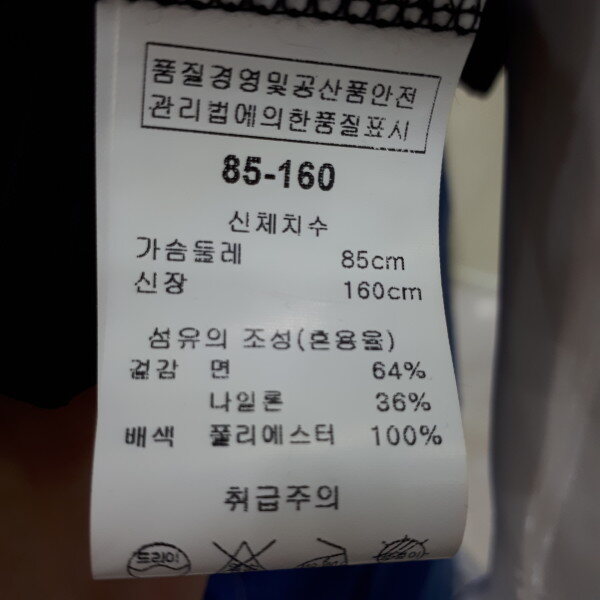 품질경영및공산품안전
관리법에의한품질표시
85-160
신체치수
가슴둘레 85cm
신장 160cm
섬유의 조성(혼용율)
겉감 면 64%
나일론 36%
배색 폴리에스터 100%
취급주의
드라이